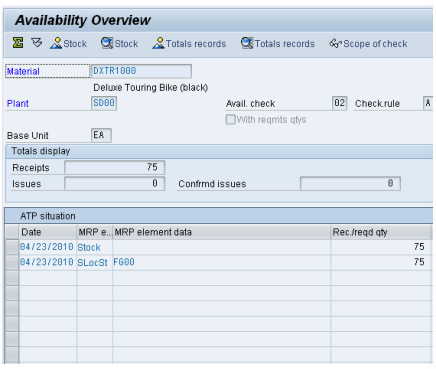 Availability Overview
Stock Stock Totals records Totals records Scope of check
Material DXTR1000
Deluxe Touring Bike (black)
Plant SD00 Avail. check 02 Check.rule A
With reqmts qtys
Base Unit EA
Totals display
Receipts 75
Issues 0 Confrmd issues 0
ATP situation
Date MRP e... MRP element data Rec./reqd qty
04/23/2010 Stock 75
04/23/2010 SLocSt FG00 75